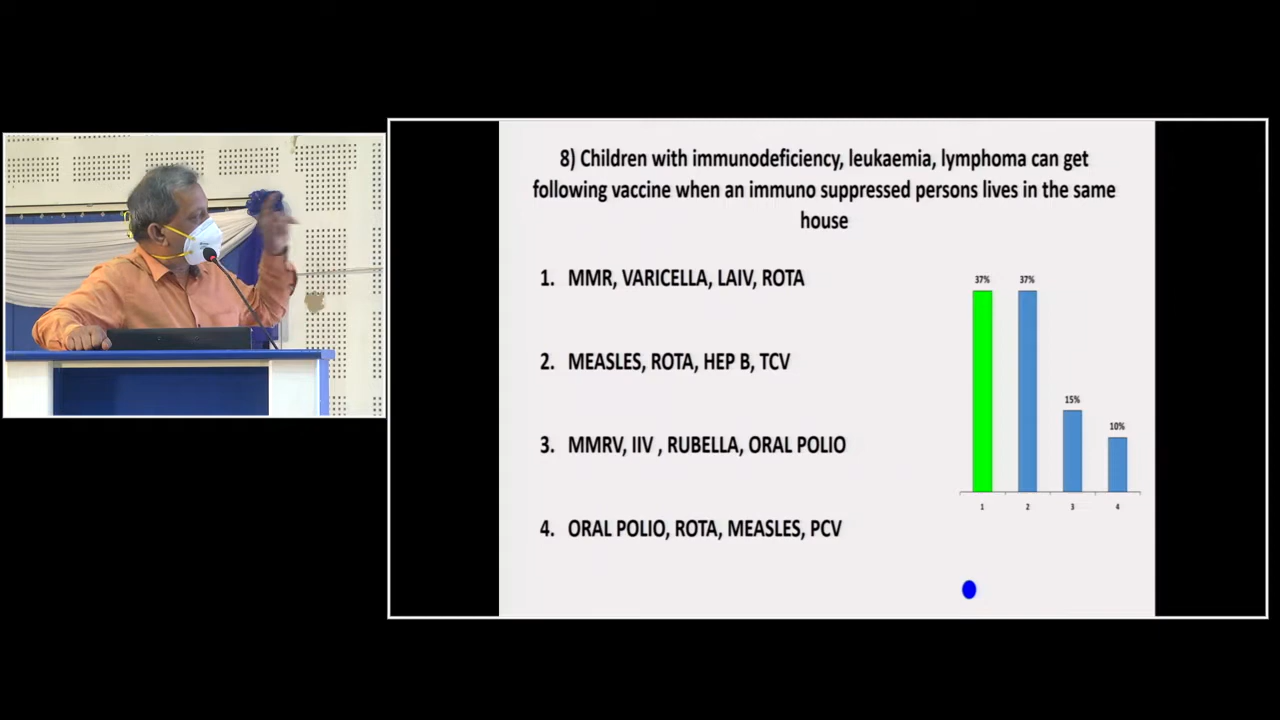 8) Children with immunodeficiency, leukaemia, lymphoma can get
following vaccine when an immuno suppressed persons lives in the same
house
1. MMR, VARICELLA, LAIV, ROTA
2. MEASLES, ROTA, HEP B, TCV
3. MMRV, IIV , RUBELLA, ORAL POLIO
4. ORAL POLIO, ROTA, MEASLES, PCV
37% 37%
15%
10%
1 2 3 4